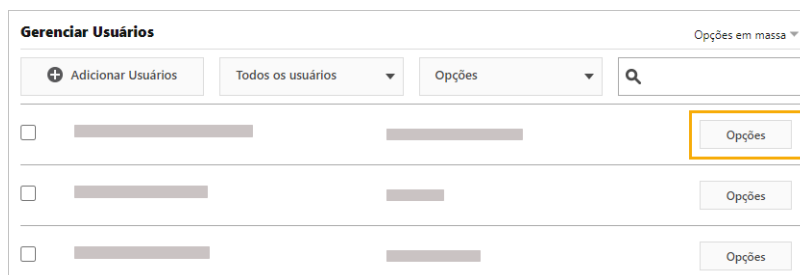 Gerenciar Usuários
Opções em massa
Adicionar Usuários
Todos os usuários
Opções
Opções
Opções
Opções